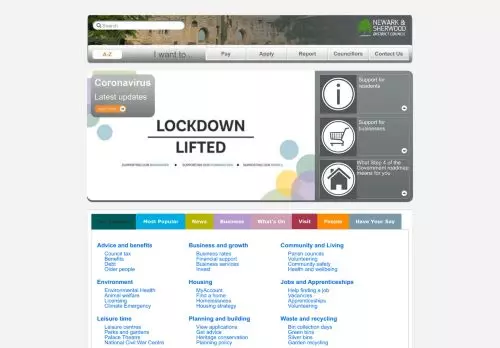 Search
NEWARK &
SHERWOOD
DISTRICT COUNCIL
A-Z
I want to...
Pay
Apply
Report
Councillors
Contact Us
Coronavirus
Latest updates
LOCKDOWN
LIFTED
SUPPORTING OUR
SUPPORTING OUR
SUPPORTING OUR
Support for
residents
Support for
businesses
What Step 4 of the
Government roadmap
means for you
Most Popular
News
Business
What's On
Visit
People
Have Your Say
Advice and benefits
Council tax
Benefits
Debt
Older people
Business and growth
Business rates
Financial support
Business services
Invest
Community and Living
Parish councils
Volunteering
Community safety
Health and wellbeing
Environment
Environmental Health
Animal welfare
Licensing
Climate Emergency
Housing
MyAccount
Find a home
Homelessness
Housing strategy
Jobs and Apprenticeships
Help finding a job
Vacancies
Apprenticeships
Volunteering
Leisure time
Leisure centres
Parks and gardens
Palace Theatre
National Civil War Centre
Planning and building
View applications
Get advice
Heritage conservation
Planning policy
Waste and recycling
Bin collection days
Green bins
Silver bins
Garden recycling